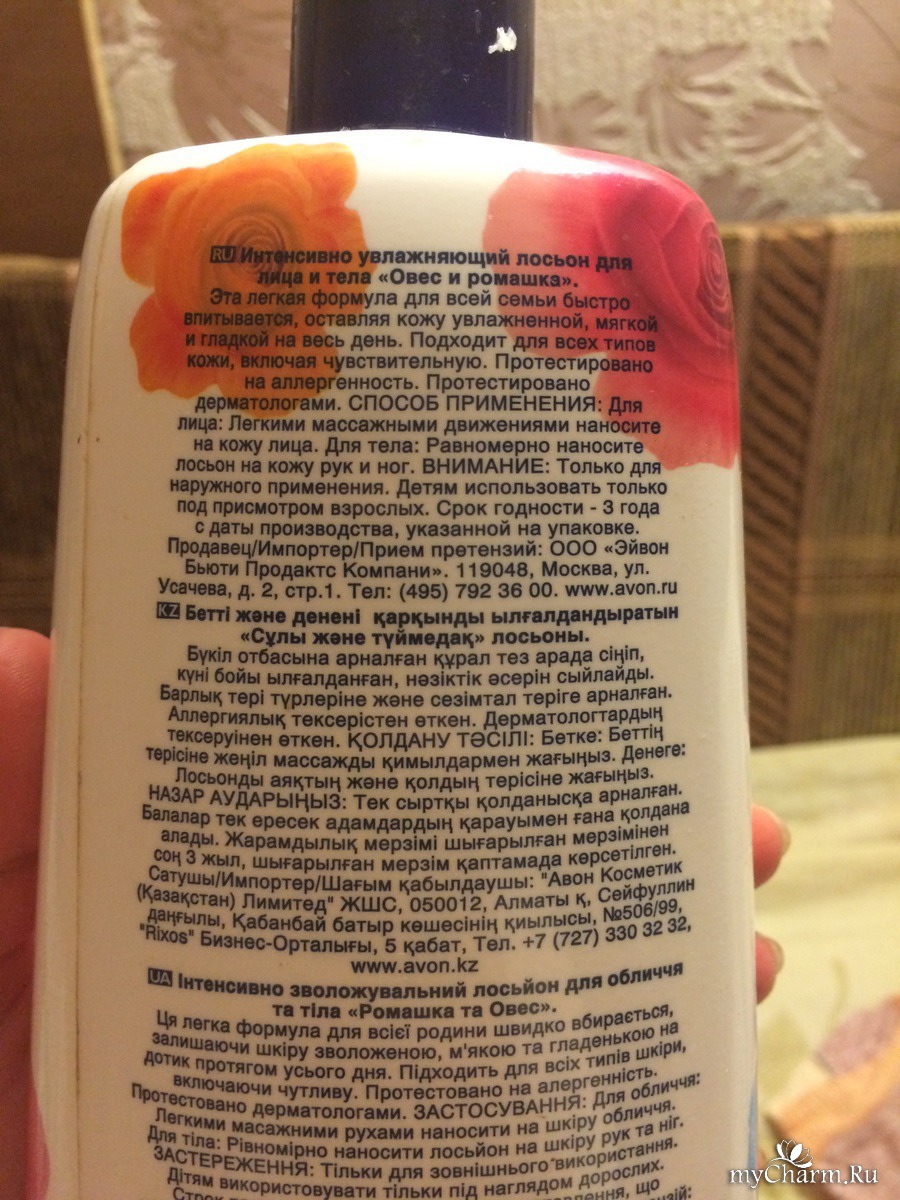 RU Интенсивно увлажняющий лосьон для
лица и тела «Овес и ромашка».
Эта легкая формула для всей семьи быстро
впитывается, оставляя кожу увлажненной, мягкой
и гладкой на весь день. Подходит для всех типов
кожи, включая чувствительную. Протестировано
на аллергенность. Протестировано
дерматологами. СПОСОБ ПРИМЕНЕНИЯ: Для
лица: Легкими массажными движениями наносите
на кожу лица. Для тела: Равномерно наносите
лосьон на кожу рук и ног. ВНИМАНИЕ: Только для
наружного применения. Детям использовать только
под присмотром взрослых. Срок годности - 3 года
с даты производства, указанной на упаковке.
Продавец/Импортер/Прием претензий: ООО «Эйвон
Бьюти Продактс Компани». 119048, Москва, ул.
Усачева, д. 2, стр.1. Тел: (495) 792 36 00. www.avon.ru
KZ Бетті және денені қарқынды ылғалдандыратын
«Сұлы және түймедақ» лосьоны.
Бүкіл отбасына арналған құрал тез арада сіңіп,
күні бойы ылғалданған, нәзіктік әсерін сыйлайды.
Барлық тері түрлеріне және сезімтал теріге арналған.
Аллергиялық тексерістен өткен. Дерматологтардың
тексеруінен өткен. ҚОЛДАНУ ТӘСІЛІ: Бетке: Беттің
терісіне жеңіл массажды қимылдармен жағыңыз. Денеге:
Лосьонды аяқтың және қолдың терісіне жағыңыз.
НАЗАР АУДАРЫҢЫЗ: Тек сыртқы қолданысқа арналған.
Балалар тек ересек адамдардың қарауымен ғана қолдана
алады. Жарамдылық мерзімі шығарылған мерзімінен
соң 3 жыл, шығарылған мерзім қаптамада көрсетілген.
Сатушы/Импортер/Шағым қабылдаушы: "Авон Косметик
(Қазақстан) Лимитед" ЖШС, 050012, Алматы қ, Сейфуллин
даңғылы, Қабанбай батыр көшесінің қиылысы, №506/99,
"Rixos" Бизнес-Орталығы, 5 қабат, Тел. +7 (727) 330 32 32,
www.avon.kz
UA Інтенсивно зволожувальний лосьйон для обличчя
та тіла «Ромашка та Овес».
Ця легка формула для всієї родини швидко вбирається,
залишаючи шкіру зволоженою, м'якою та гладенькою на
дотик протягом усього дня. Підходить для всіх типів шкіри,
включаючи чутливу. Протестовано на алергенність.
Протестовано дерматологами. ЗАСТОСУВАННЯ: Для обличчя:
Легкими масажними рухами наносити на шкіру обличчя.
Для тіла: Рівномірно наносити лосьйон на шкіру рук та ніг.
ЗАСТЕРЕЖЕННЯ: Тільки для зовнішнього використання.
Дітям використовувати тільки під наглядом дорослих.
Строк
myCharm.Ru